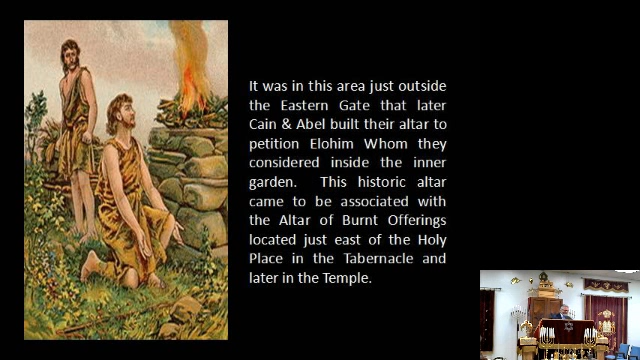 It was in this area just outside
the Eastern Gate that later
Cain & Abel built their altar to
petition Elohim Whom they
considered inside the inner
garden. This historic altar
came to be associated with
the Altar of Burnt Offerings
located just east of the Holy
Place in the Tabernacle and
later in the Temple.